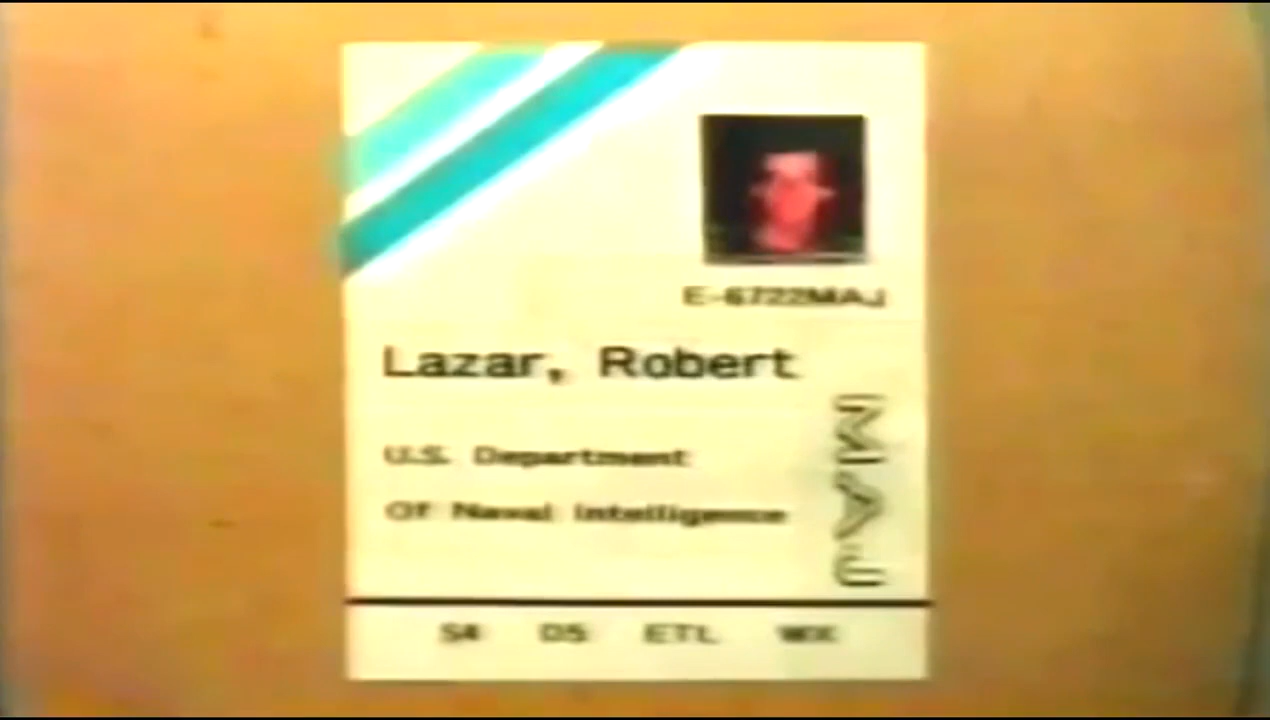 E-6722MAJ
Lazar, Robert
U.S. Department
Of Naval Intelligence
MAJ
S4 DS ETL WX